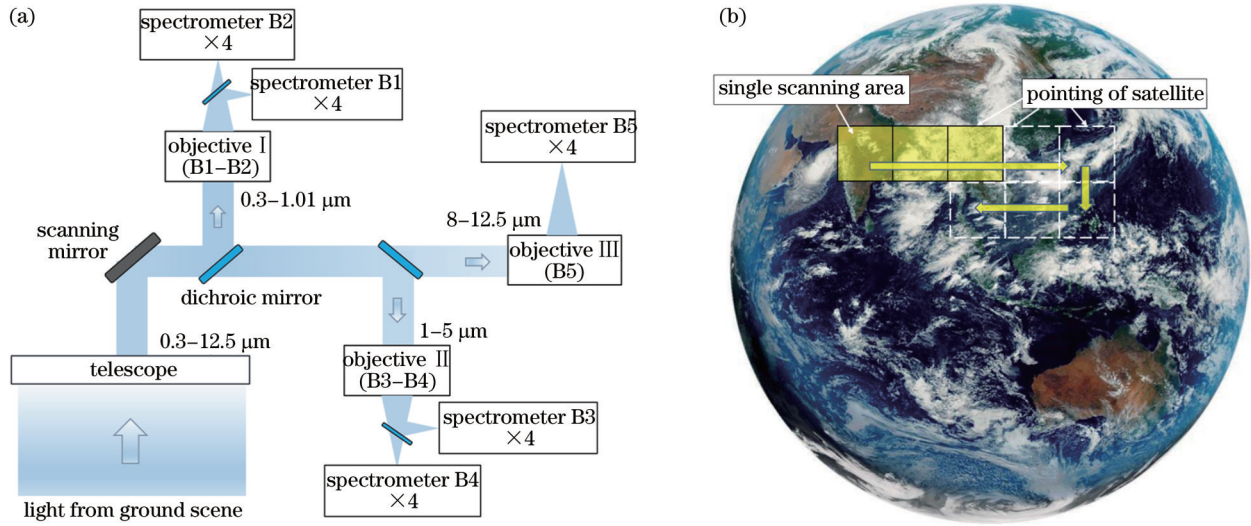 (a)
spectrometer B2
×4
spectrometer B1
×4
objective Ⅰ
(B1–B2)
0.3–1.01 μm
scanning
mirror
dichroic mirror
0.3–12.5 μm
telescope
light from ground scene
spectrometer B5
×4
8–12.5 μm
objective Ⅲ
(B5)
1–5 μm
objective Ⅱ
(B3–B4)
spectrometer B3
×4
spectrometer B4
×4
(b)
single scanning area
pointing of satellite